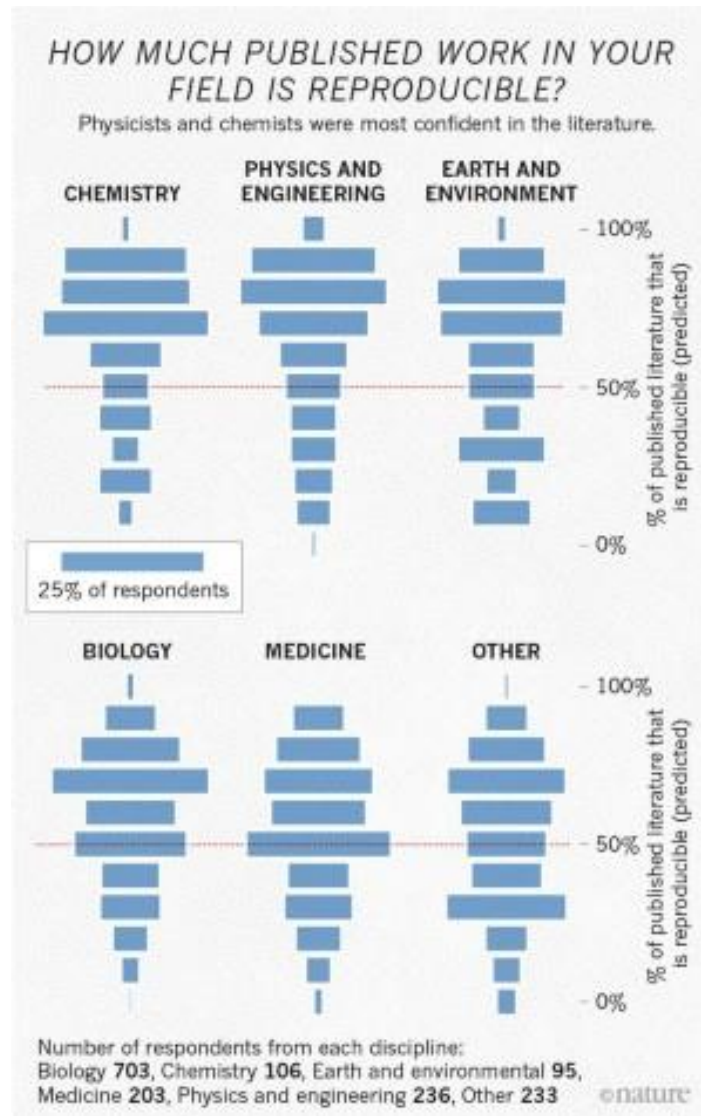 HOW MUCH PUBLISHED WORK IN YOUR
FIELD IS REPRODUCIBLE?
Physicists and chemists were most confident in the literature.
CHEMISTRY
PHYSICS AND
ENGINEERING
EARTH AND
ENVIRONMENT
100%
50%
0%
% of published literature that
is reproducible (predicted)
25% of respondents
BIOLOGY
MEDICINE
OTHER
100%
50%
0%
% of published literature that
is reproducible (predicted)
Number of respondents from each discipline:
Biology 703, Chemistry 106, Earth and environmental 95,
Medicine 203, Physics and engineering 236, Other 233
©nature